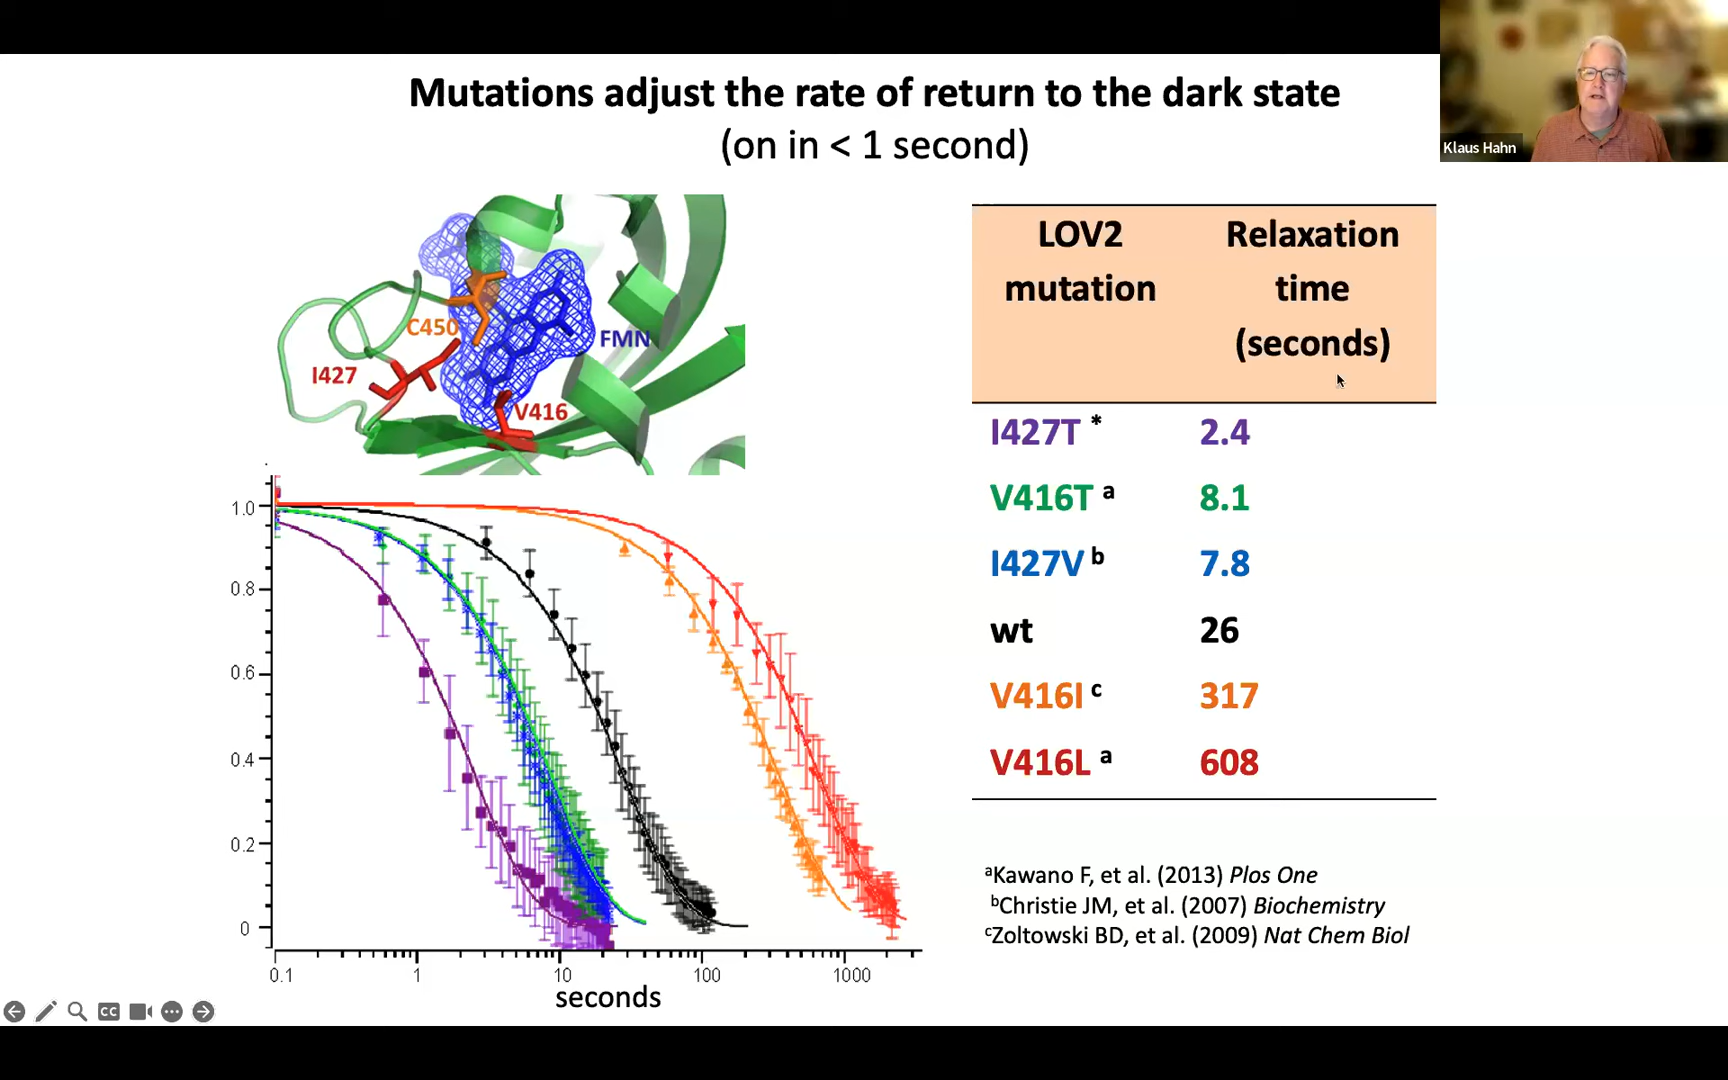 Mutations adjust the rate of return to the dark state
(on in < 1 second)
Klaus Hahn
C450
FMN
I427
V416
LOV2 mutation
Relaxation time (seconds)
I427T * 2.4
V416T a 8.1
I427V b 7.8
wt 26
V416I c 317
V416L a 608
1.0
0.8
0.6
0.4
0.2
0
0.1 1 10 100 1000
seconds
aKawano F, et al. (2013) Plos One
bChristie JM, et al. (2007) Biochemistry
cZoltowski BD, et al. (2009) Nat Chem Biol
CC